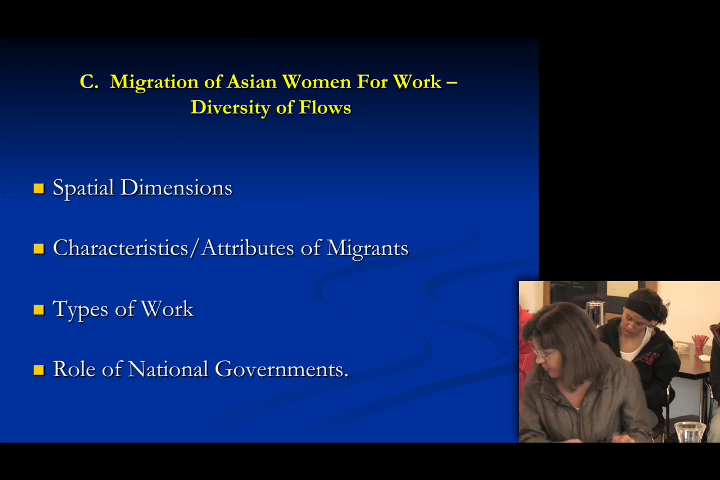 C. Migration of Asian Women For Work –
Diversity of Flows
Spatial Dimensions
Characteristics/Attributes of Migrants
Types of Work
Role of National Governments.